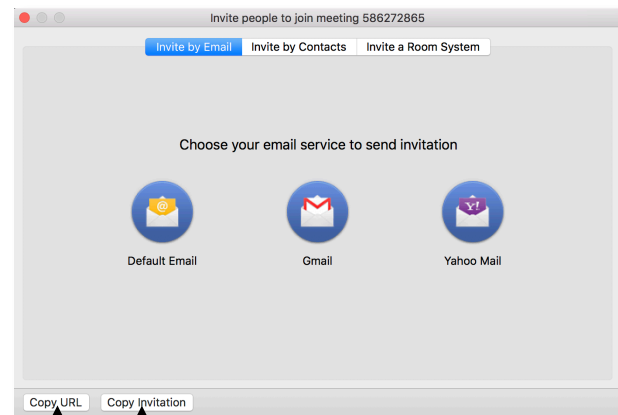 Invite people to join meeting 586272865
Invite by Email Invite by Contacts Invite a Room System
Choose your email service to send invitation
@ Y!
Default Email Gmail Yahoo Mail
Copy URL Copy Invitation